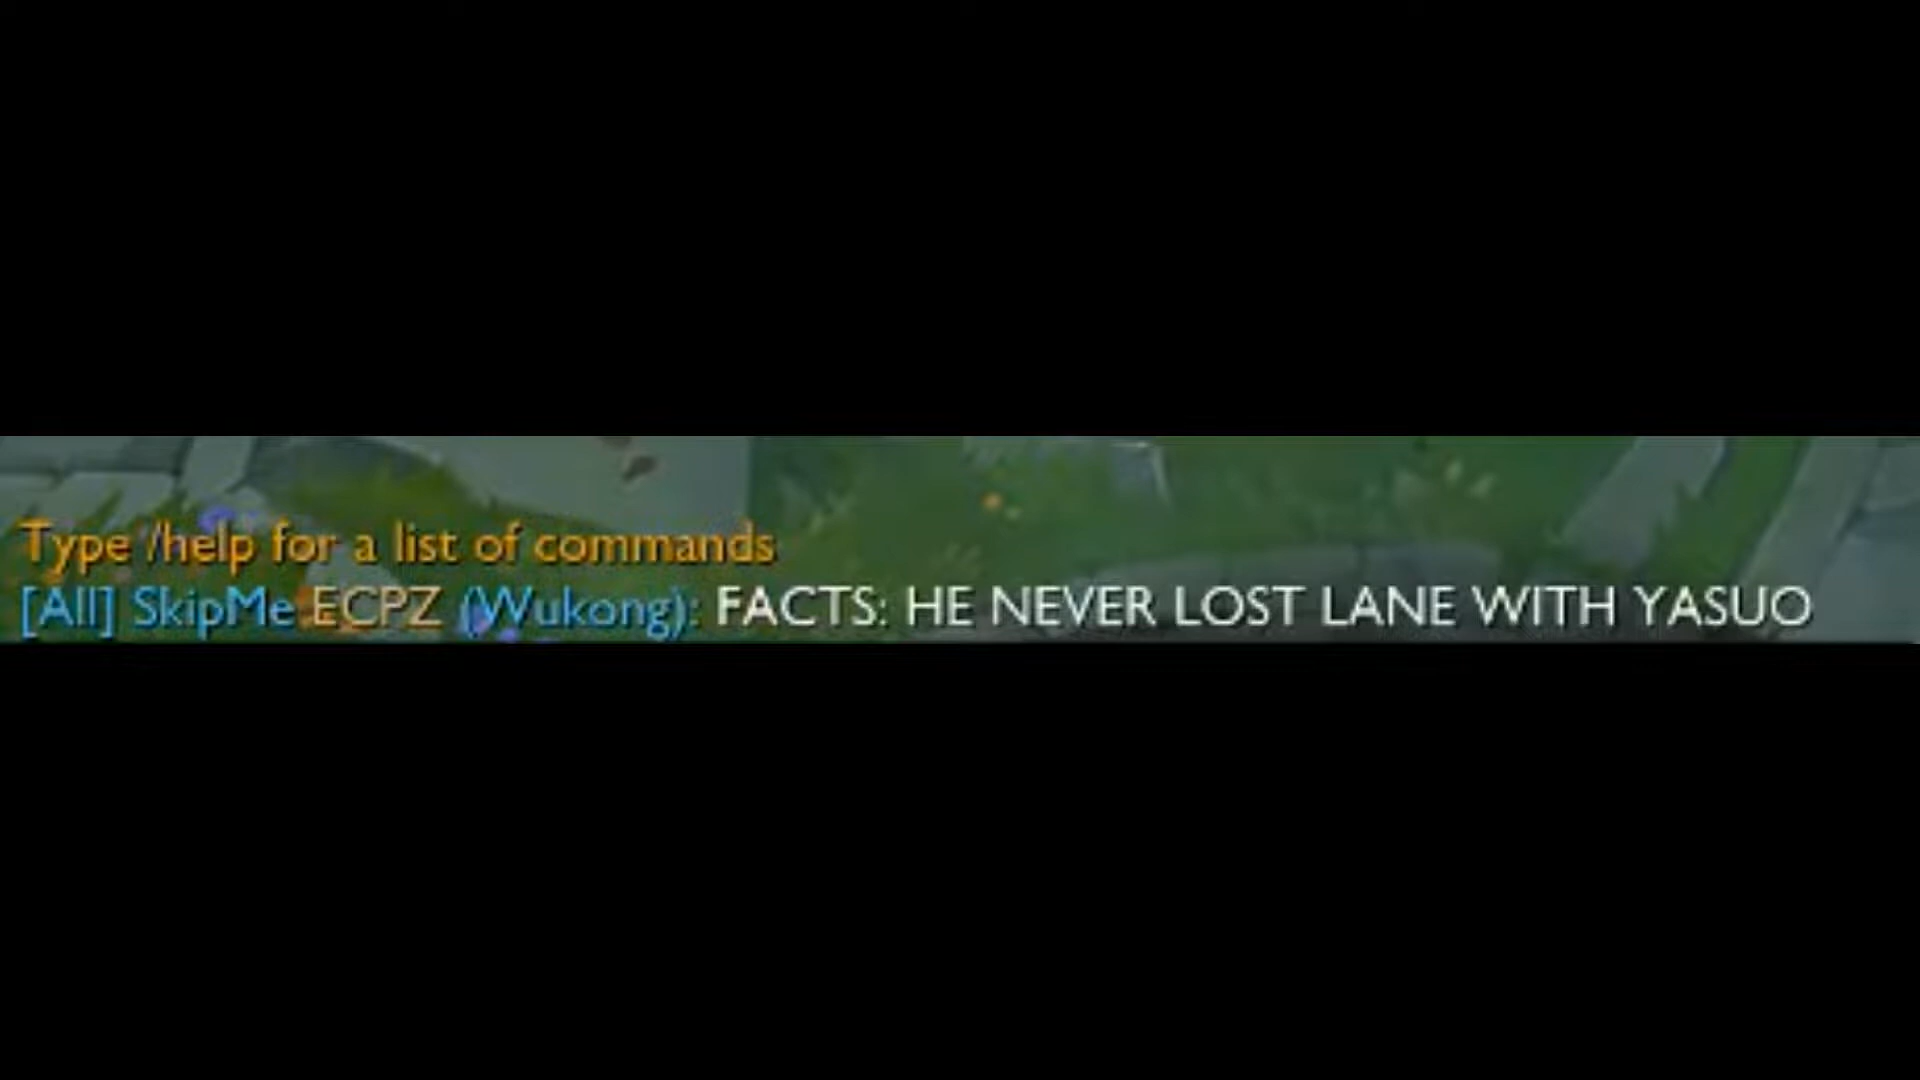 Type /help for a list of commands
[All] SkipMe ECPZ (Wukong): FACTS: HE NEVER LOST LANE WITH YASUO